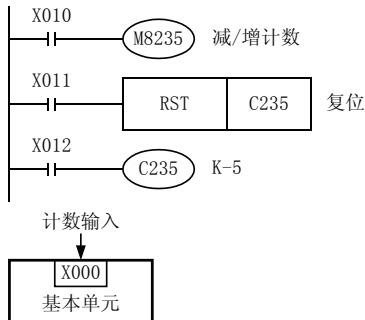 X010
M8235 减/增计数
X011
RST C235 复位
X012
C235 K-5
计数输入
X000
基本单元